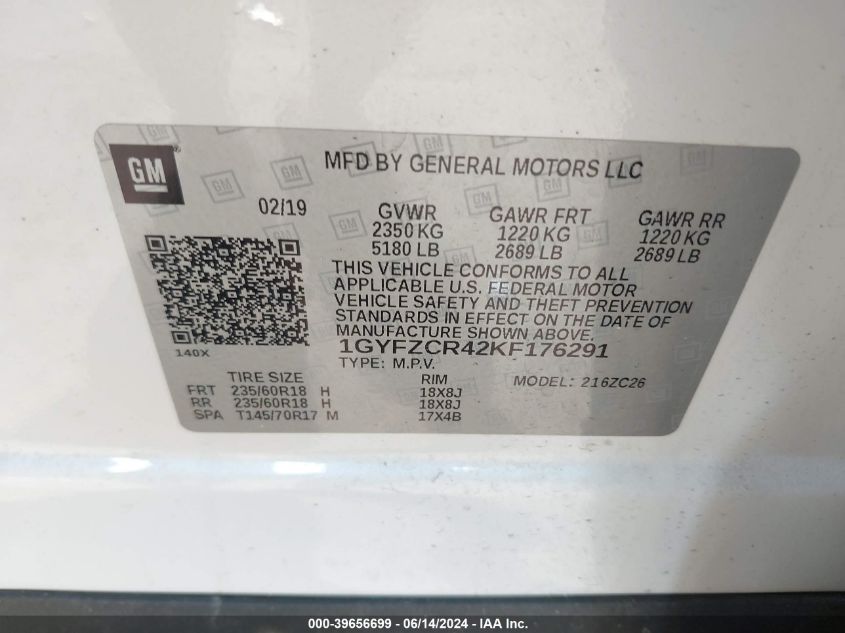 GM
MFD BY GENERAL MOTORS LLC
02/19
GVWR GAWR FRT GAWR RR
2350 KG 1220 KG 1220 KG
5180 LB 2689 LB 2689 LB
THIS VEHICLE CONFORMS TO ALL
APPLICABLE U.S. FEDERAL MOTOR
VEHICLE SAFETY AND THEFT PREVENTION
STANDARDS IN EFFECT ON THE DATE OF
MANUFACTURE SHOWN ABOVE.
140X
1GYFZCR42KF176291
TYPE: M.P.V.
TIRE SIZE RIM MODEL: 216ZC26
FRT 235/60R18 H 18X8J
RR 235/60R18 H 18X8J
SPA T145/70R17 M 17X4B
000-39656699 - 06/14/2024 - IAA Inc.